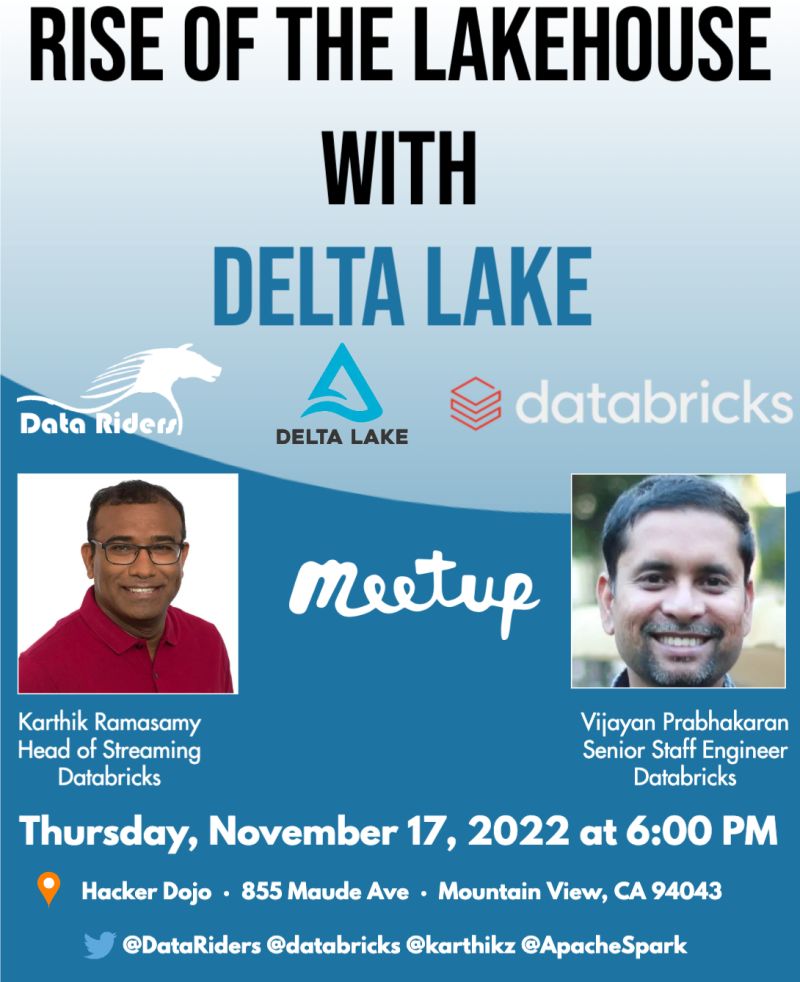 RISE OF THE LAKEHOUSE
WITH
DELTA LAKE
Data Riders
DELTA LAKE
databricks
meetup
Karthik Ramasamy
Head of Streaming
Databricks
Vijayan Prabhakaran
Senior Staff Engineer
Databricks
Thursday, November 17, 2022 at 6:00 PM
Hacker Dojo • 855 Maude Ave • Mountain View, CA 94043
@DataRiders @databricks @karthikz @ApacheSpark